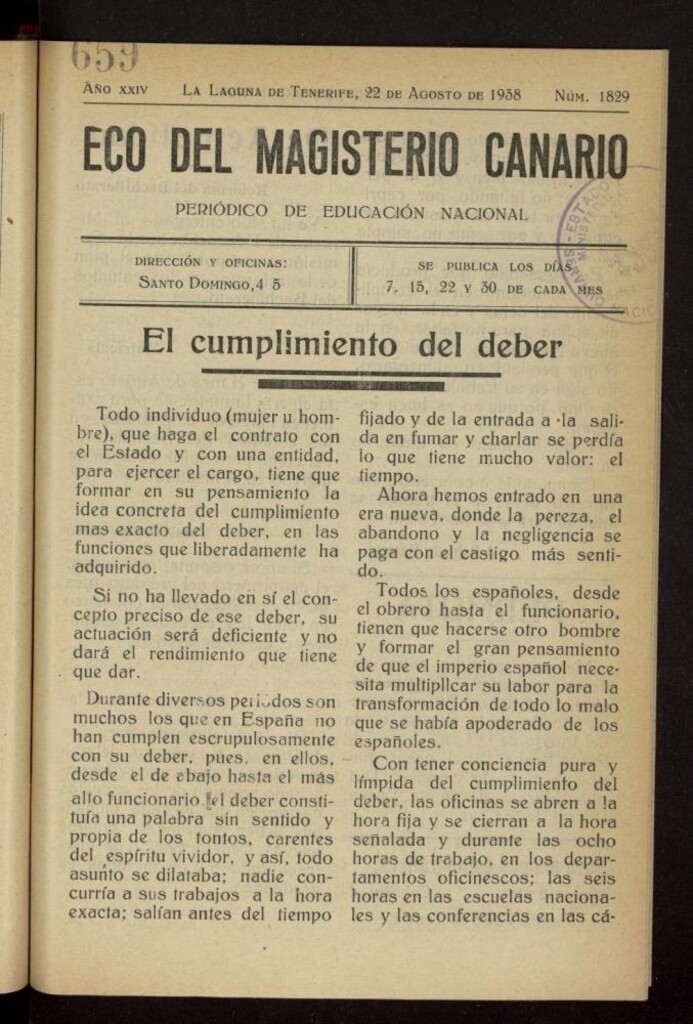 659
AÑO XXIV LA LAGUNA DE TENERIFE, 22 DE AGOSTO DE 1938 NÚM. 1829
ECO DEL MAGISTERIO CANARIO
PERIÓDICO DE EDUCACIÓN NACIONAL
DIRECCIÓN Y OFICINAS:
SANTO DOMINGO,4 5
SE PUBLICA LOS DÍAS
7, 15, 22 Y 30 DE CADA MES
El cumplimiento del deber
Todo individuo (mujer u hom-
bre), que haga el contrato con
el Estado y con una entidad,
para ejercer el cargo, tiene que
formar en su pensamiento la
idea concreta del cumplimiento
mas exacto del deber, en las
funciones que liberadamente ha
adquirido.
Si no ha llevado en sí el con-
cepto preciso de ese deber, su
actuación será deficiente y no
dará el rendimiento que tiene
que dar.
Durante diversos periodos son
muchos los que en España no
han cumplen escrupulosamente
con su deber, pues, en ellos,
desde el de abajo hasta el más
alto funcionario el deber consti-
tuía una palabra sin sentido y
propia de los tontos, carentes
del espíritu vividor, y así, todo
asunto se dilataba; nadie con-
curría a sus trabajos a la hora
exacta; salían antes del tiempo
fijado y de la entrada a la sali-
da en fumar y charlar se perdía
lo que tiene mucho valor: el
tiempo.
Ahora hemos entrado en una
era nueva, donde la pereza, el
abandono y la negligencia se
paga con el castigo más senti-
do.
Todos los españoles, desde
el obrero hasta el funcionario,
tienen que hacerse otro bombre
y formar el gran pensamiento
de que el imperio español nece-
sita multipllcar su labor para la
transformación de todo lo malo
que se había apoderado de los
españoles.
Con tener conciencia pura y
límpida del cumplimiento del
deber, las oficinas se abren a la
hora fija y se cierran a la hora
señalada y durante las ocho
horas de trabajo, en los depar-
tamentos oficinescos; las seis
horas en las escuelas naciona-
les y las conferencias en las cá-